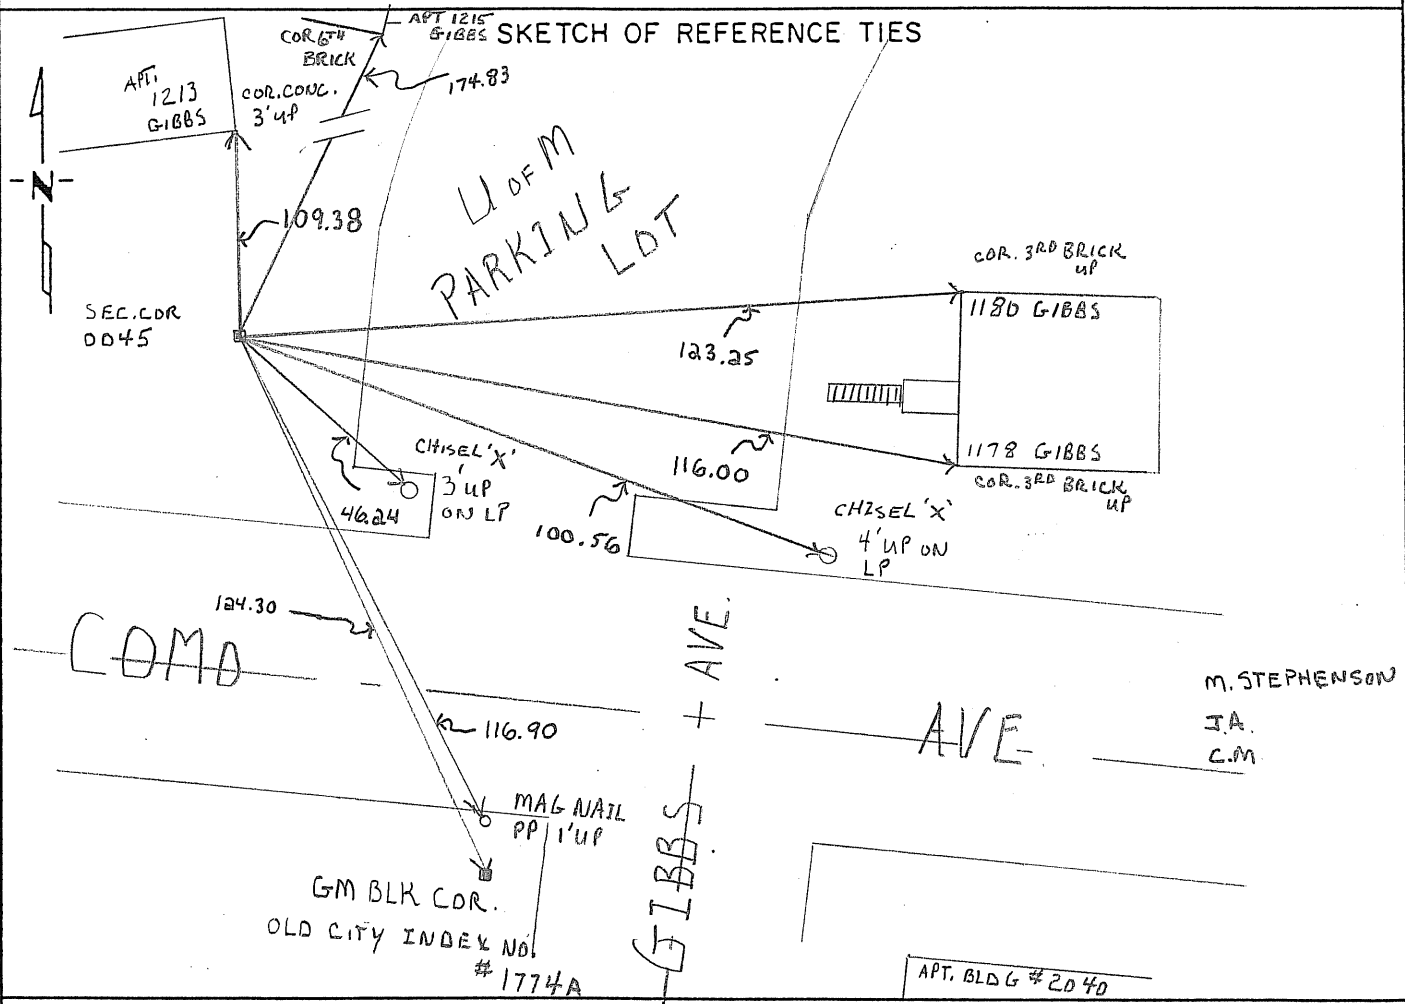 SKETCH OF REFERENCE TIES
APT 1215
GIBBS
COR 6TH
BRICK
174.83
APT.
1213
GIBBS
COR. CONC.
3' UP
N
109.38
U OF M
PARKING
LOT
SEC. COR
0045
COR. 3RD BRICK
UP
1180 GIBBS
123.25
1178 GIBBS
COR. 3RD BRICK
UP
116.00
CHISEL 'X'
3' UP
ON LP
46.24
100.56
CHISEL 'X'
4' UP ON
LP
124.30
COMO
AVE.
116.90
AVE.
GIBBS
M. STEPHENSON
J.A.
C.M.
MAG NAIL
PP 1' UP
GM BLK COR.
OLD CITY INDEX NO.
# 1774A
APT. BLDG # 2040